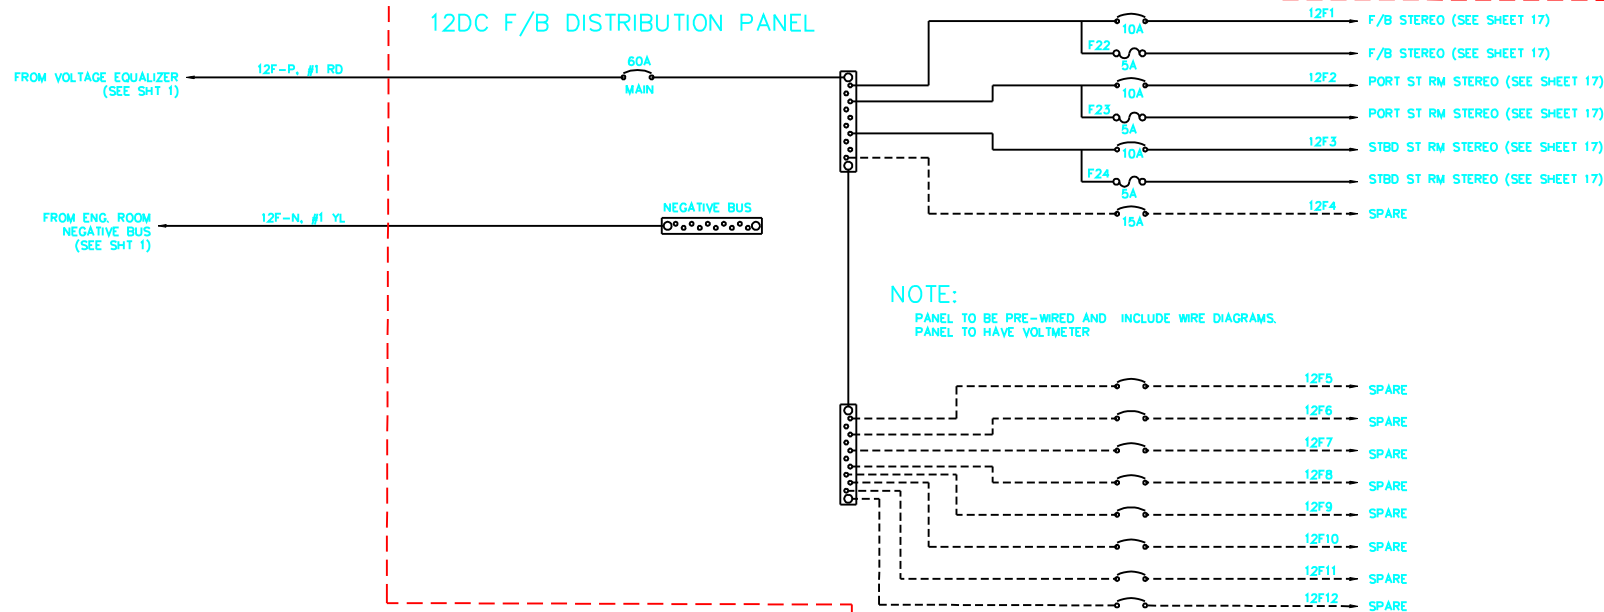 12DC F/B DISTRIBUTION PANEL
FROM VOLTAGE EQUALIZER
(SEE SHT 1)
12F-P, #1 RD
60A
MAIN
FROM ENG. ROOM
NEGATIVE BUS
(SEE SHT 1)
12F-N, #1 YL
NEGATIVE BUS
10A
12F1
F/B STEREO (SEE SHEET 17)
F22
5A
F/B STEREO (SEE SHEET 17)
10A
12F2
PORT ST RM STEREO (SEE SHEET 17)
F23
5A
PORT ST RM STEREO (SEE SHEET 17)
10A
12F3
STBD ST RM STEREO (SEE SHEET 17)
F24
5A
STBD ST RM STEREO (SEE SHEET 17)
15A
12F4
SPARE
NOTE:
PANEL TO BE PRE-WIRED AND INCLUDE WIRE DIAGRAMS.
PANEL TO HAVE VOLTMETER
12F5
SPARE
12F6
SPARE
12F7
SPARE
12F8
SPARE
12F9
SPARE
12F10
SPARE
12F11
SPARE
12F12
SPARE